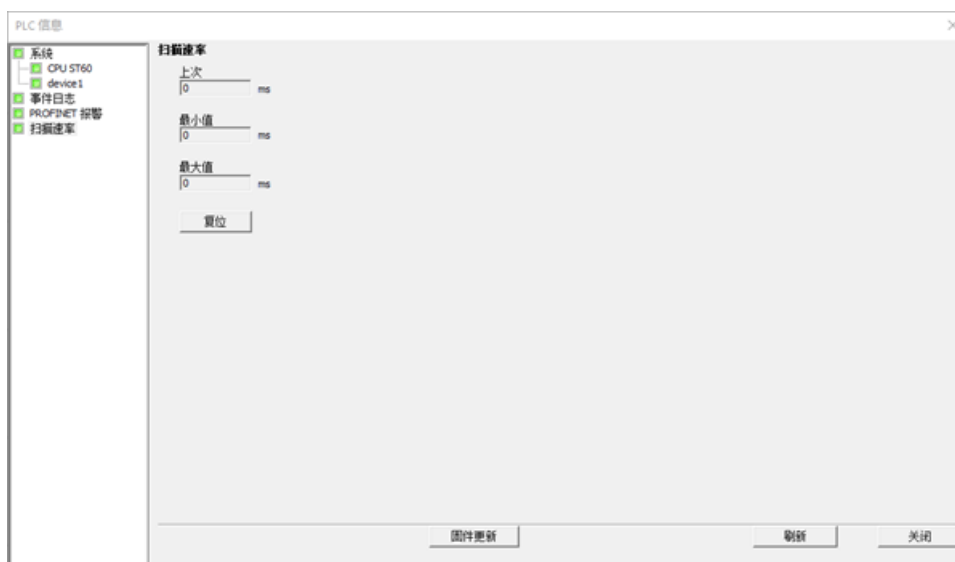 PLC 信息
系统
CPU ST60
device1
事件日志
PROFINET 报警
扫描速率
扫描速率
上次
0 ms
最小值
0 ms
最大值
0 ms
复位
固件更新 刷新 关闭